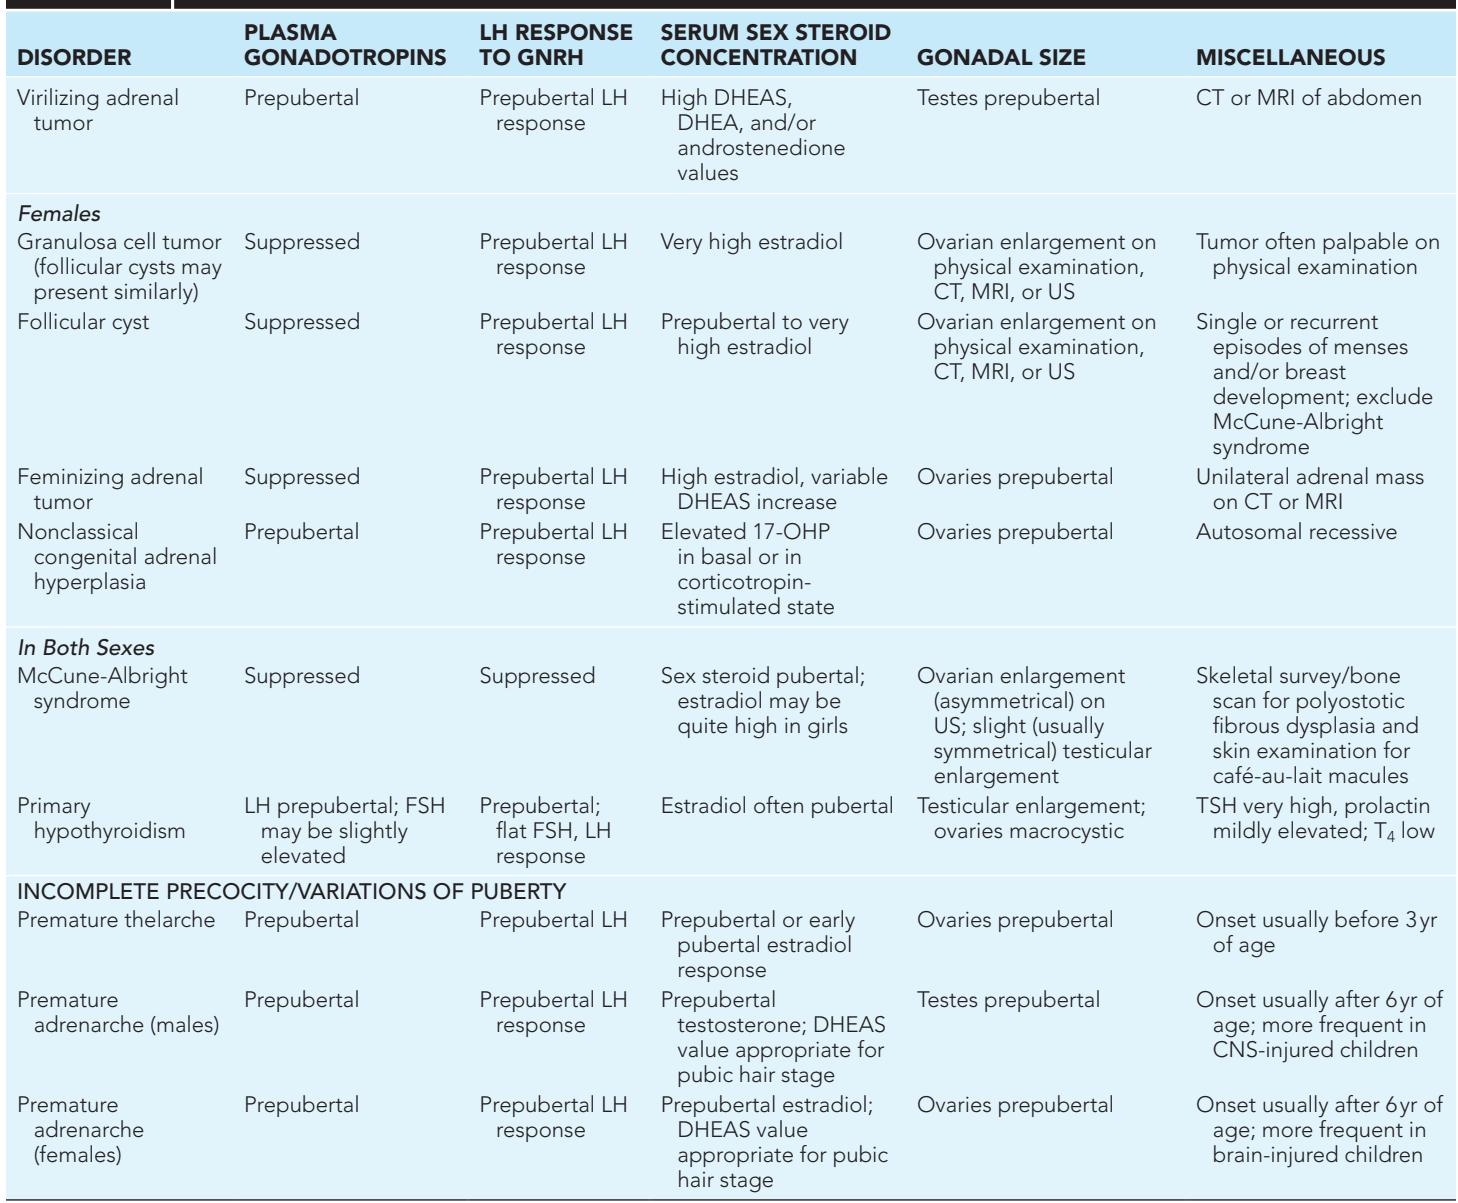 DISORDER
PLASMA
GONADOTROPINS
LH RESPONSE
TO GNRH
SERUM SEX STEROID
CONCENTRATION
GONADAL SIZE
MISCELLANEOUS
Virilizing adrenal
tumor
Prepubertal
Prepubertal LH
response
High DHEAS,
DHEA, and/or
androstenedione
values
Testes prepubertal
CT or MRI of abdomen
Females
Granulosa cell tumor
(follicular cysts may
present similarly)
Suppressed
Prepubertal LH
response
Very high estradiol
Ovarian enlargement on
physical examination,
CT, MRI, or US
Tumor often palpable on
physical examination
Follicular cyst
Suppressed
Prepubertal LH
response
Prepubertal to very
high estradiol
Ovarian enlargement on
physical examination,
CT, MRI, or US
Single or recurrent
episodes of menses
and/or breast
development; exclude
McCune-Albright
syndrome
Feminizing adrenal
tumor
Suppressed
Prepubertal LH
response
High estradiol, variable
DHEAS increase
Ovaries prepubertal
Unilateral adrenal mass
on CT or MRI
Nonclassical
congenital adrenal
hyperplasia
Prepubertal
Prepubertal LH
response
Elevated 17-OHP
in basal or in
corticotropin-
stimulated state
Ovaries prepubertal
Autosomal recessive
In Both Sexes
McCune-Albright
syndrome
Suppressed
Suppressed
Sex steroid pubertal;
estradiol may be
quite high in girls
Ovarian enlargement
(asymmetrical) on
US; slight (usually
symmetrical) testicular
enlargement
Skeletal survey/bone
scan for polyostotic
fibrous dysplasia and
skin examination for
café-au-lait macules
Primary
hypothyroidism
LH prepubertal; FSH
may be slightly
elevated
Prepubertal;
flat FSH, LH
response
Estradiol often pubertal
Testicular enlargement;
ovaries macrocystic
TSH very high, prolactin
mildly elevated; T4 low
INCOMPLETE PRECOCITY/VARIATIONS OF PUBERTY
Premature thelarche
Prepubertal
Prepubertal LH
Prepubertal or early
pubertal estradiol
response
Ovaries prepubertal
Onset usually before 3 yr
of age
Premature
adrenarche (males)
Prepubertal
Prepubertal LH
response
Prepubertal
testosterone; DHEAS
value appropriate for
pubic hair stage
Testes prepubertal
Onset usually after 6 yr of
age; more frequent in
CNS-injured children
Premature
adrenarche
(females)
Prepubertal
Prepubertal LH
response
Prepubertal estradiol;
DHEAS value
appropriate for pubic
hair stage
Ovaries prepubertal
Onset usually after 6 yr of
age; more frequent in
brain-injured children